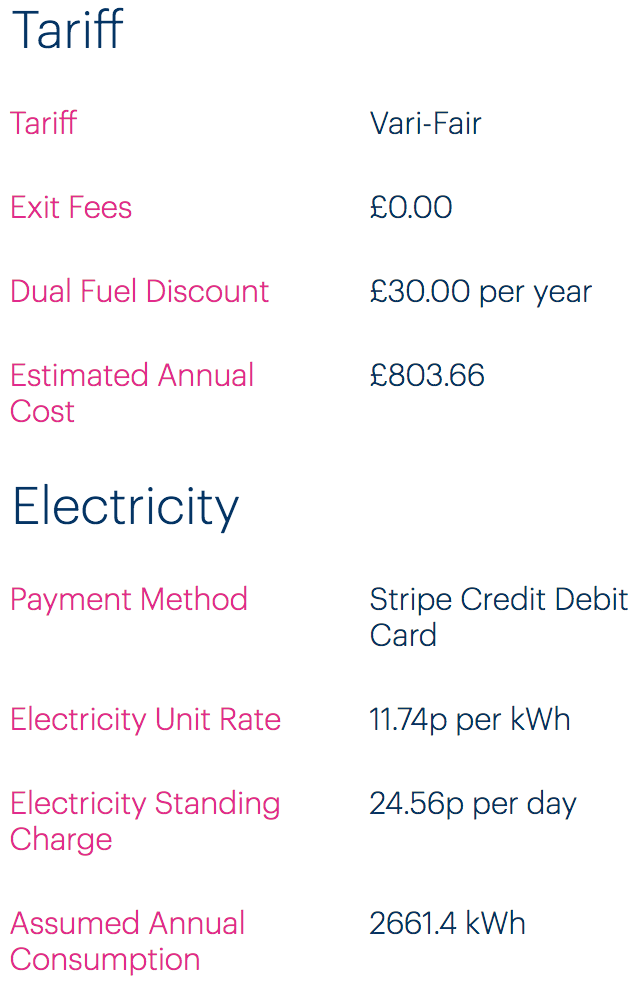 Tariff
Tariff Vari-Fair
Exit Fees £0.00
Dual Fuel Discount £30.00 per year
Estimated Annual £803.66
Cost
Electricity
Payment Method Stripe Credit Debit
Card
Electricity Unit Rate 11.74p per kWh
Electricity Standing 24.56p per day
Charge
Assumed Annual 2661.4 kWh
Consumption